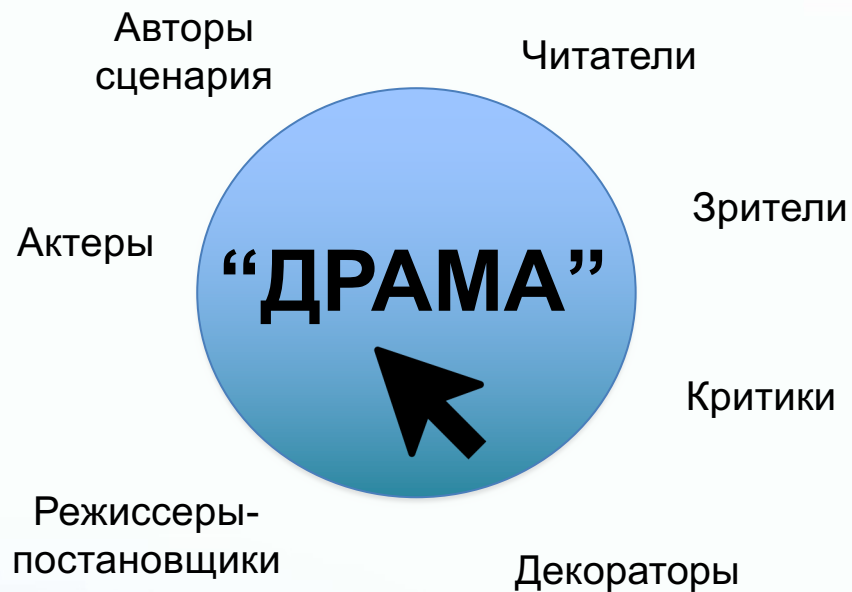 Авторы
сценария
Читатели
Зрители
Актеры
“ДРАМА”
Критики
Режиссеры-
постановщики
Декораторы